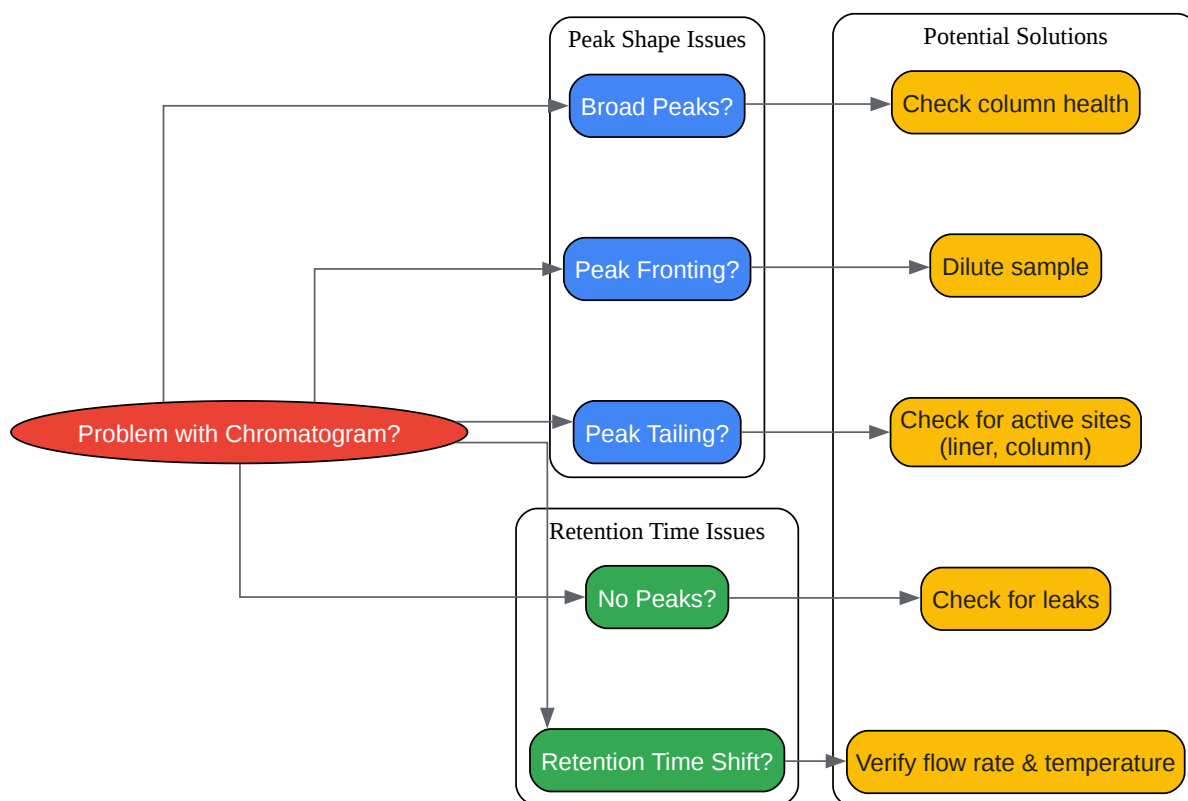 Peak Shape Issues
Potential Solutions
Broad Peaks?
Check column health
Peak Fronting?
Dilute sample
Problem with Chromatogram?
Peak Tailing?
Check for active sites
(liner, column)
Retention Time Issues
No Peaks?
Check for leaks
Retention Time Shift?
Verify flow rate & temperature